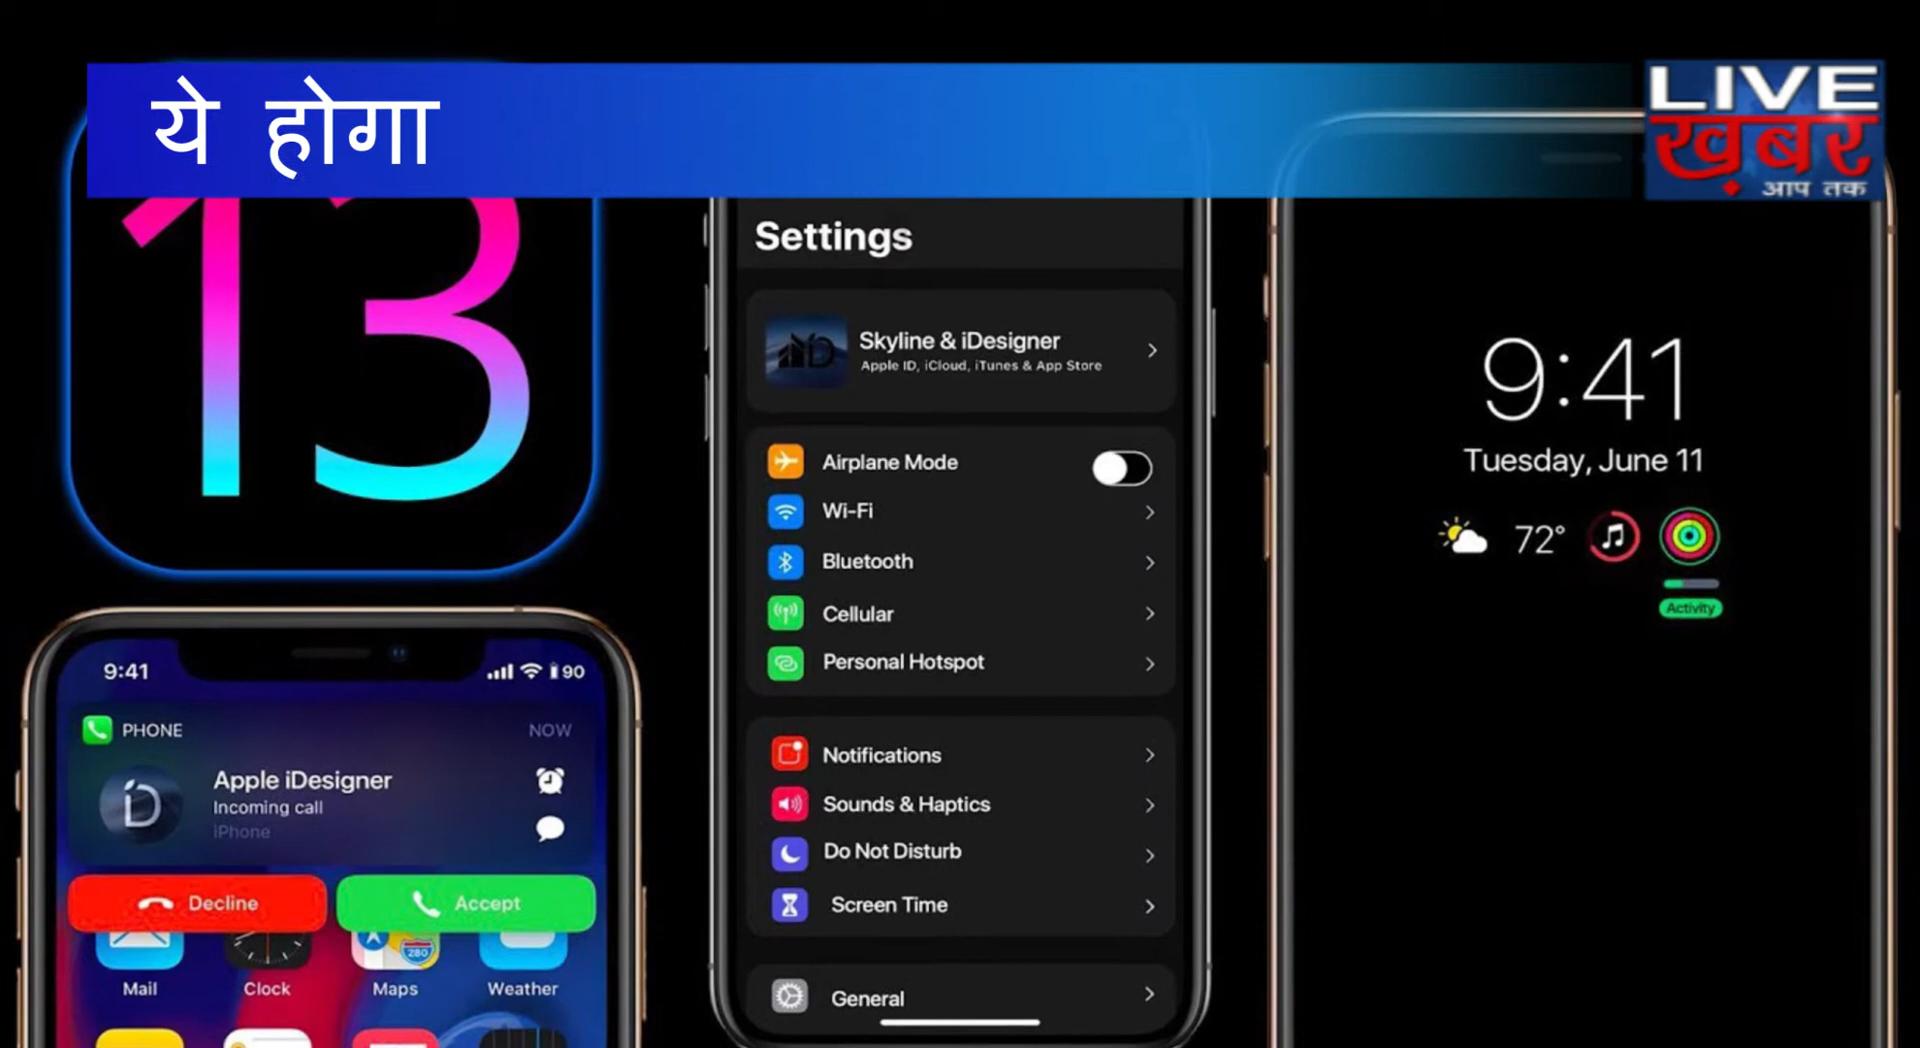 ये होगा
LIVE
ख़बर
आप तक
13
9:41
90
PHONE
NOW
Apple iDesigner
Incoming call
iPhone
Decline
Accept
280
Mail
Clock
Maps
Weather
Settings
Skyline & iDesigner
Apple ID, iCloud, iTunes & App Store
Airplane Mode
Wi-Fi
Bluetooth
Cellular
Personal Hotspot
Notifications
Sounds & Haptics
Do Not Disturb
Screen Time
General
9:41
Tuesday, June 11
72°
Activity